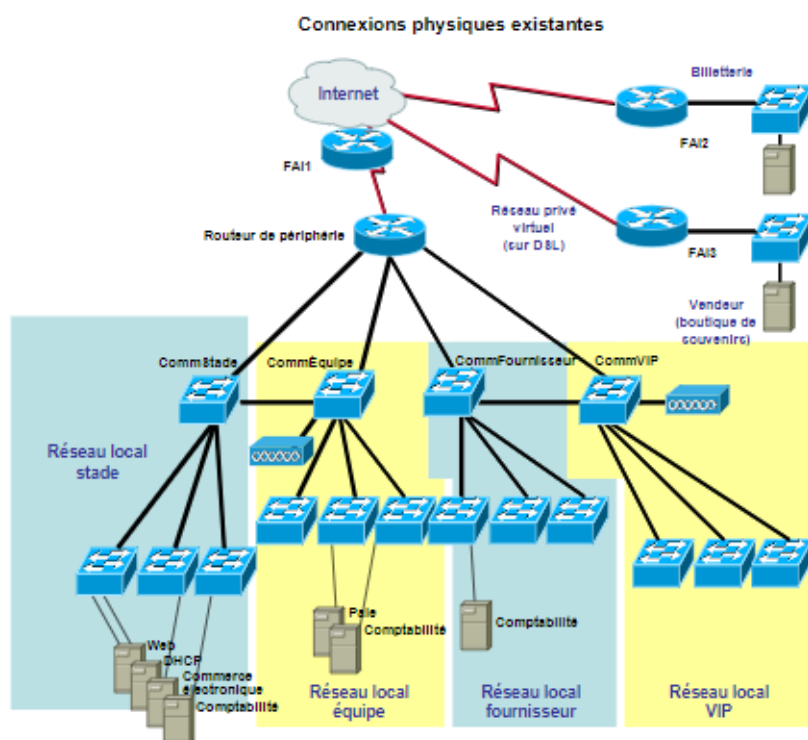 Connexions physiques existantes
Internet
Billetterie
FAI1
FAI2
Routeur de périphérie
Réseau privé
virtuel
(sur DSL)
FAI3
Vendeur
(boutique de
souvenirs)
CommStade
CommÉquipe
CommFournisseur
CommVIP
Réseau local
stade
Web
DHCP
Commerce
électronique
Comptabilité
Paie
Comptabilité
Comptabilité
Réseau local
équipe
Réseau local
fournisseur
Réseau local
VIP